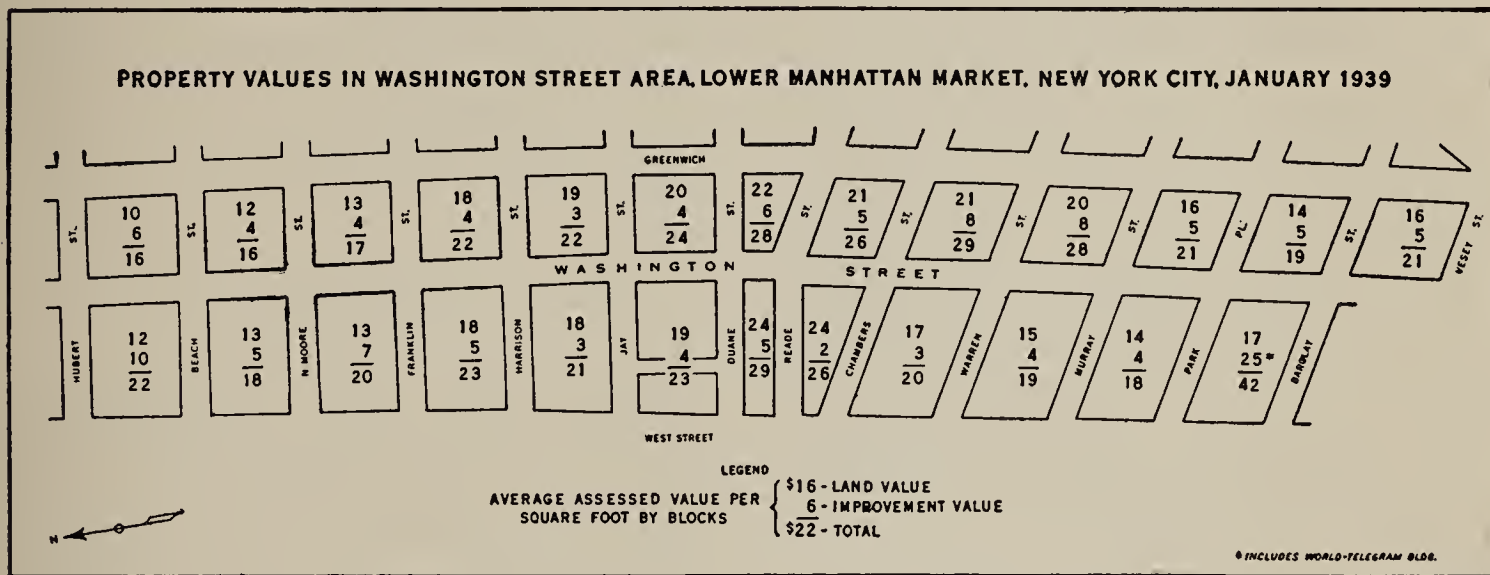 PROPERTY VALUES IN WASHINGTON STREET AREA, LOWER MANHATTAN MARKET, NEW YORK CITY, JANUARY 1939
GREENWICH
ST. ST. ST. ST. ST. ST. ST. ST. ST. ST. ST. PL. ST. VESEY ST.
10 12 13 18 19 20 22 21 21 20 16 14 16
6 4 4 4 3 4 6 5 8 8 5 5 5
16 16 17 22 22 24 28 26 29 28 21 19 21
WASHINGTON STREET
HUBERT BEACH N MOORE FRANKLIN HARRISON JAY DUANE READE CHAMBERS WARREN MURRAY PARK BARCLAY
12 13 13 18 18 19 24 24 17 15 14 17
10 5 7 5 3 4 5 2 3 4 4 25*
22 18 20 23 21 23 29 26 20 19 18 42
WEST STREET
LEGEND
AVERAGE ASSESSED VALUE PER
SQUARE FOOT BY BLOCKS
$16 - LAND VALUE
6 - IMPROVEMENT VALUE
$22 - TOTAL
N
* INCLUDES WORLD-TELEGRAM BLDG.